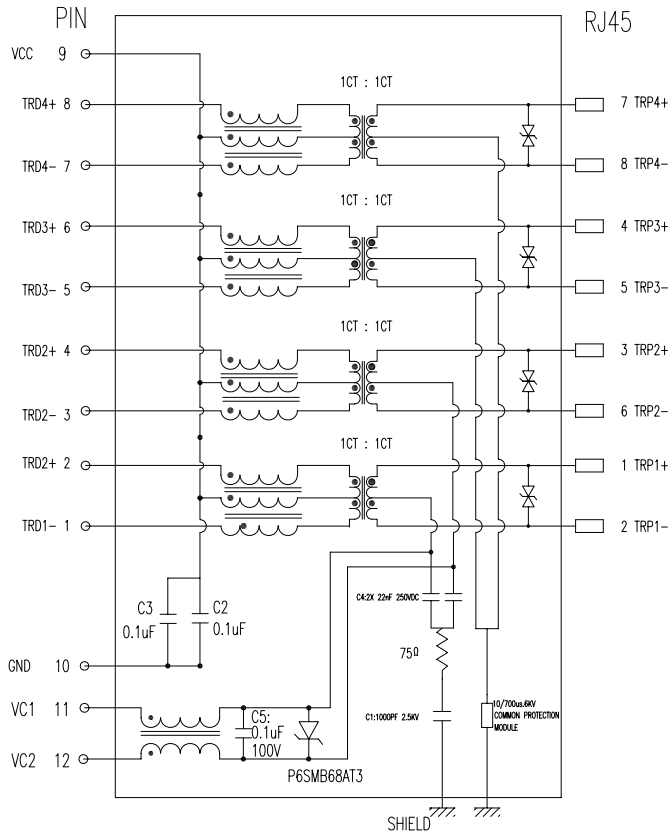 PIN
RJ45
VCC 9
1CT : 1CT
TRD4+ 8
7 TRP4+
TRD4- 7
8 TRP4-
1CT : 1CT
TRD3+ 6
4 TRP3+
TRD3- 5
5 TRP3-
1CT : 1CT
TRD2+ 4
3 TRP2+
TRD2- 3
6 TRP2-
1CT : 1CT
TRD2+ 2
1 TRP1+
TRD1- 1
2 TRP1-
C3
0.1uF
C2
0.1uF
C4:2X 22nF 250VDC
75Ω
GND 10
VC1 11
C5:
0.1uF
100V
C1:1000PF 2.5KV
10/700us.6KV
COMMON PROTECTION
MODULE
VC2 12
P6SMB68AT3
SHIELD